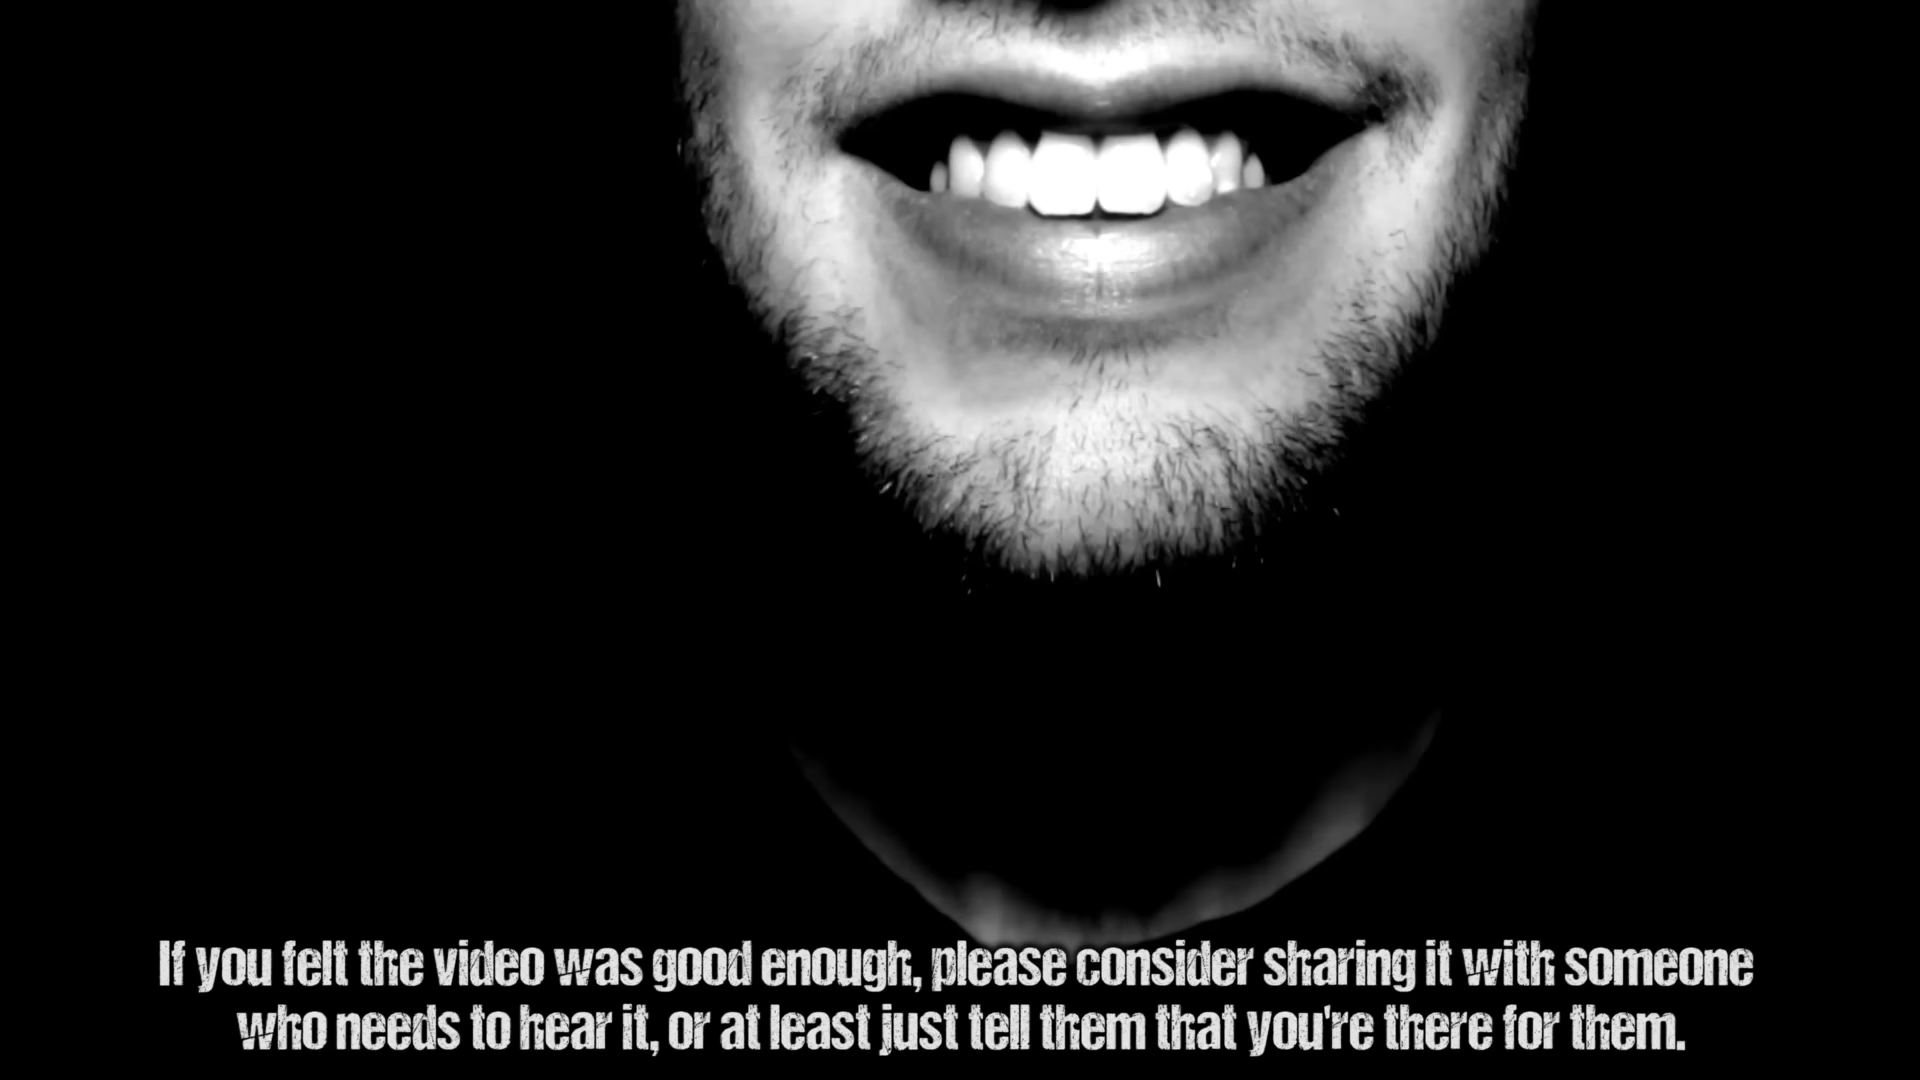 If you felt the video was good enough, please consider sharing it with someone
who needs to hear it, or at least just tell them that you're there for them.